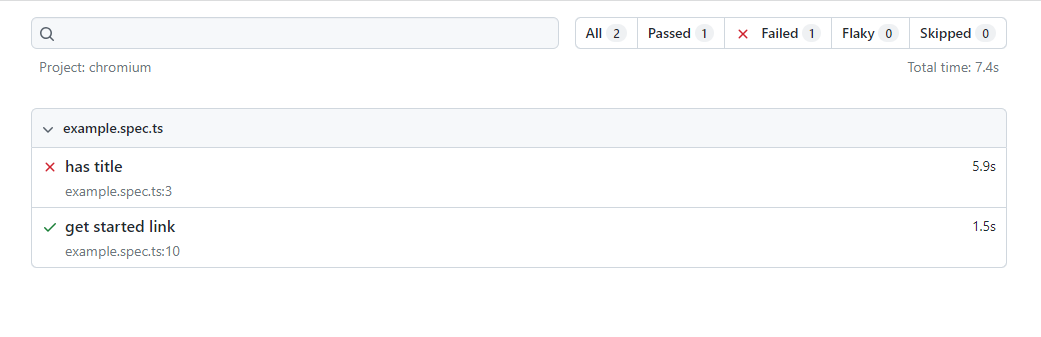 All 2 Passed 1 Failed 1 Flaky 0 Skipped 0
Project: chromium Total time: 7.4s
example.spec.ts
has title 5.9s
example.spec.ts:3
get started link 1.5s
example.spec.ts:10